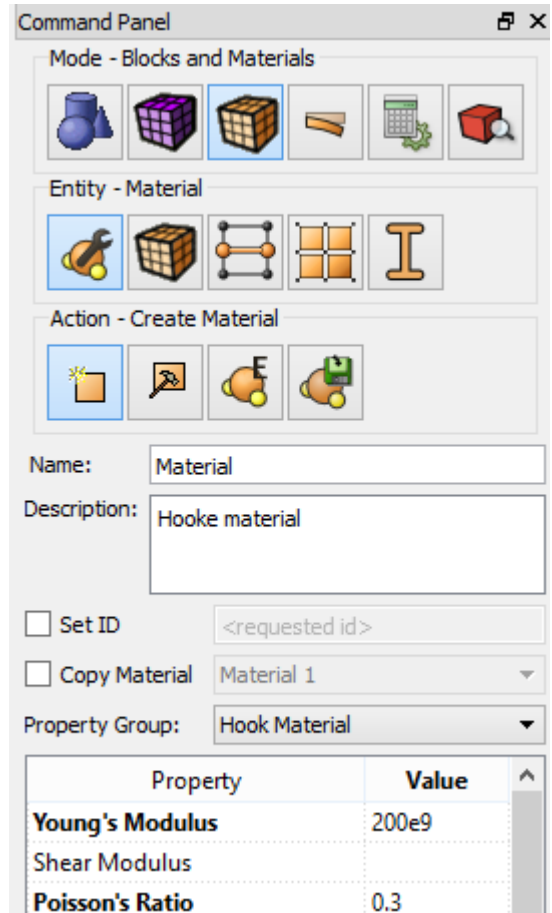 Command Panel
Mode - Blocks and Materials
Entity - Material
Action - Create Material
E
Name: Material
Description: Hooke material
Set ID <requested id>
Copy Material Material 1
Property Group: Hook Material
Property Value
Young's Modulus 200e9
Shear Modulus
Poisson's Ratio 0.3